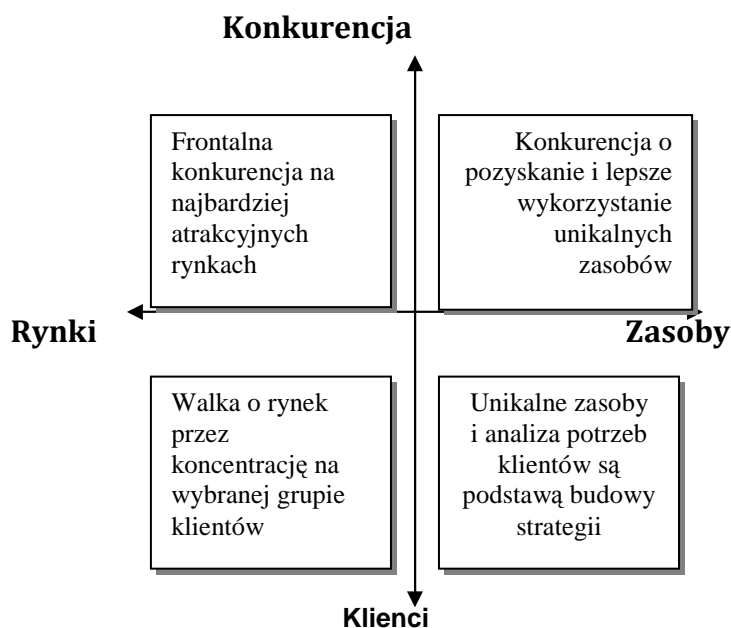 Konkurencja
Frontalna
konkurencja na
najbardziej
atrakcyjnych
rynkach
Konkurencja o
pozyskanie i lepsze
wykorzystanie
unikalnych
zasobów
Rynki
Zasoby
Walka o rynek
przez
koncentrację na
wybranej grupie
klientów
Unikalne zasoby
i analiza potrzeb
klientów są
podstawą budowy
strategii
Klienci